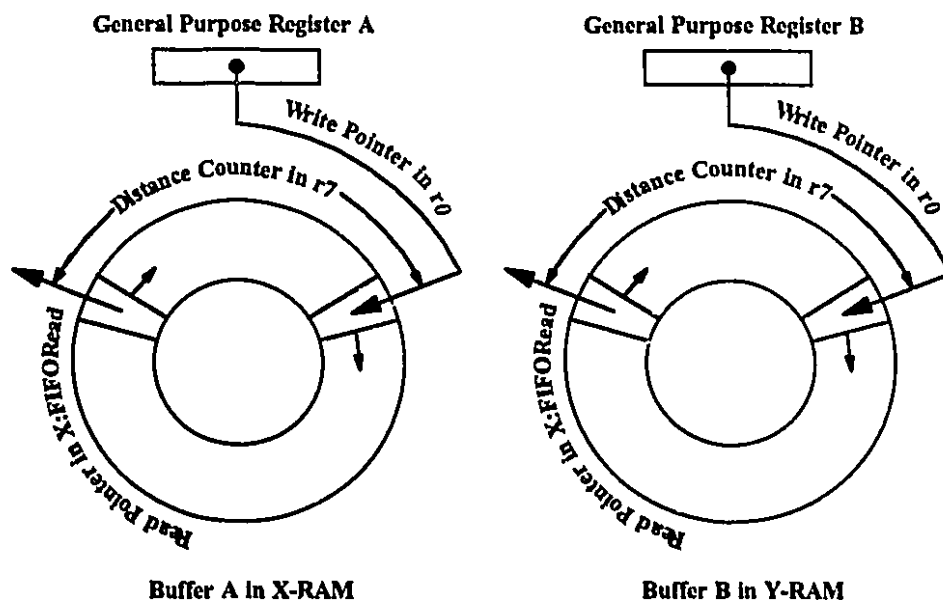 General Purpose Register A
Write Pointer in r0
Distance Counter in r7
Read Pointer in X:FIFORead
Buffer A in X-RAM
General Purpose Register B
Write Pointer in r0
Distance Counter in r7
Read Pointer in X:FIFORead
Buffer B in Y-RAM